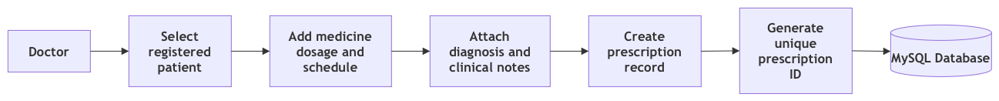 Doctor
Select
registered
patient
Add medicine
dosage and
schedule
Attach
diagnosis and
clinical notes
Create
prescription
record
Generate
unique
prescription
ID
MySQL Database